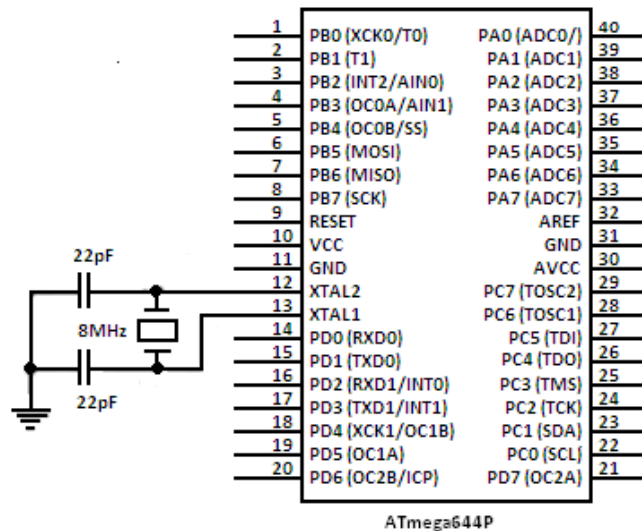 1 PB0 (XCK0/T0) PA0 (ADC0/) 40
2 PB1 (T1) PA1 (ADC1) 39
3 PB2 (INT2/AIN0) PA2 (ADC2) 38
4 PB3 (OC0A/AIN1) PA3 (ADC3) 37
5 PB4 (OC0B/SS) PA4 (ADC4) 36
6 PB5 (MOSI) PA5 (ADC5) 35
7 PB6 (MISO) PA6 (ADC6) 34
8 PB7 (SCK) PA7 (ADC7) 33
9 RESET AREF 32
10 VCC GND 31
11 GND AVCC 30
22pF
12 XTAL2 PC7 (TOSC2) 29
13 XTAL1 PC6 (TOSC1) 28
8MHz
14 PD0 (RXD0) PC5 (TDI) 27
15 PD1 (TXD0) PC4 (TDO) 26
16 PD2 (RXD1/INT0) PC3 (TMS) 25
22pF
17 PD3 (TXD1/INT1) PC2 (TCK) 24
18 PD4 (XCK1/OC1B) PC1 (SDA) 23
19 PD5 (OC1A) PC0 (SCL) 22
20 PD6 (OC2B/ICP) PD7 (OC2A) 21
ATmega644P